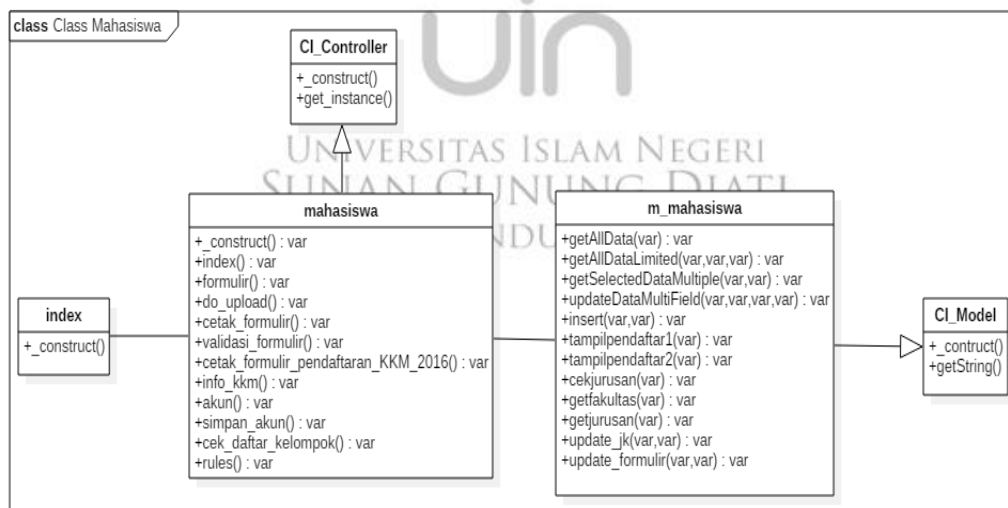 class Class Mahasiswa
uin
UNIVERSITAS ISLAM NEGERI
SUNAN GUNUNG DJATI
CI_Controller
+_construct()
+get_instance()
mahasiswa
+_construct() : var
+index() : var
+formulir() : var
+do_upload() : var
+cetak_formulir() : var
+validasi_formulir() : var
+cetak_formulir_pendaftaran_KKM_2016() : var
+info_kkm() : var
+akun() : var
+simpan_akun() : var
+cek_daftar_kelompok() : var
+rules() : var
m_mahasiswa
+getAllData(var) : var
+getAllDataLimited(var,var,var) : var
+getSelectedDataMultiple(var,var) : var
+updateDataMultiField(var,var,var,var) : var
+insert(var,var) : var
+tampilpendaftar1(var) : var
+tampilpendaftar2(var) : var
+cekjurusan(var) : var
+getfakultas(var) : var
+getjurusan(var) : var
+update_jk(var,var) : var
+update_formulir(var,var) : var
index
+_construct()
CI_Model
+_contruct()
+getString()